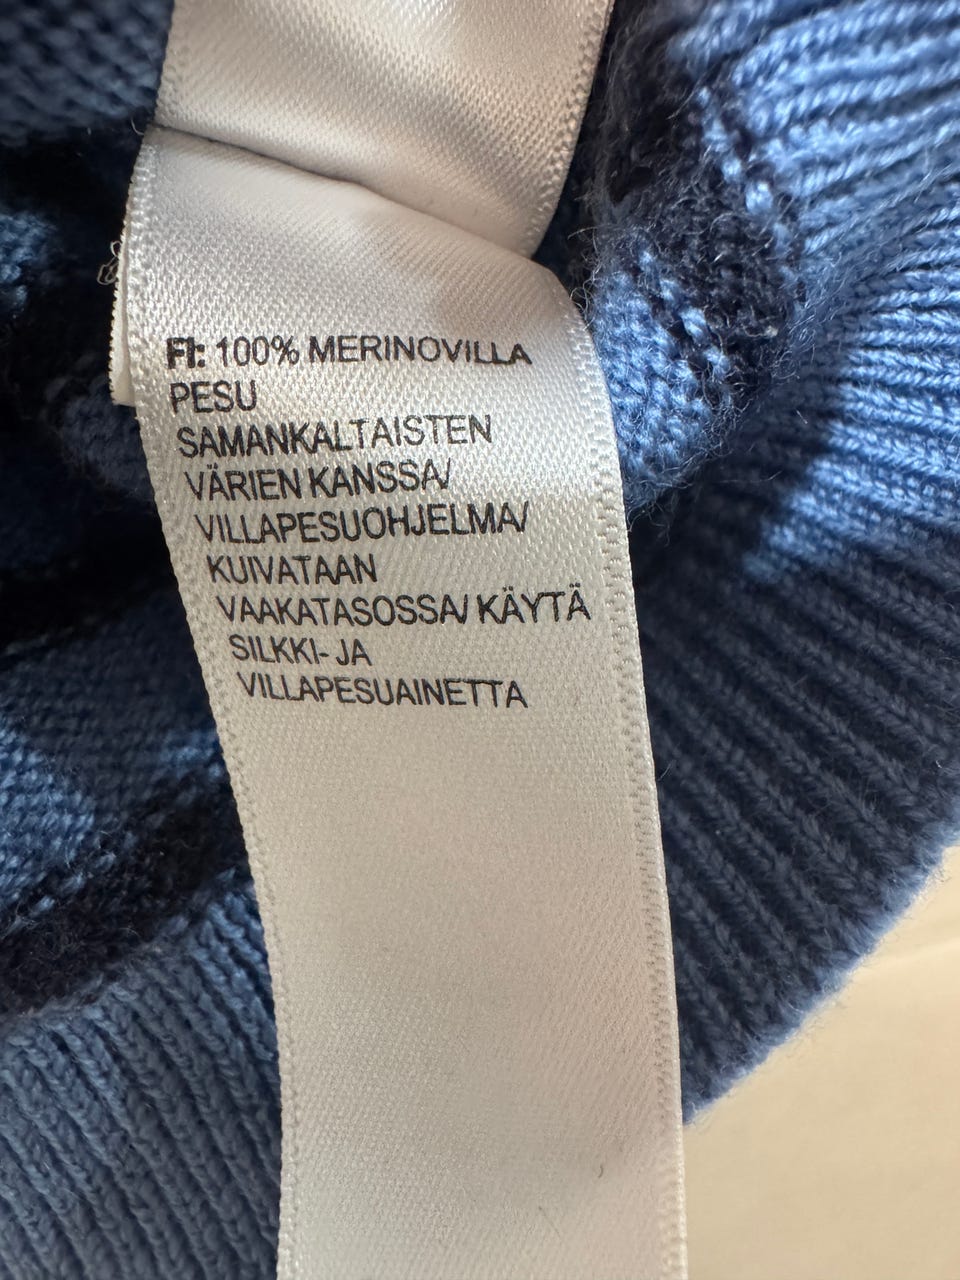 FI: 100% MERINOVILLA
PESU
SAMANKALTAISTEN
VÄRIEN KANSSA/
VILLAPESUOHJELMA/
KUIVATAAN
VAAKATASOSSA/ KÄYTÄ
SILKKI- JA
VILLAPESUAINETTA